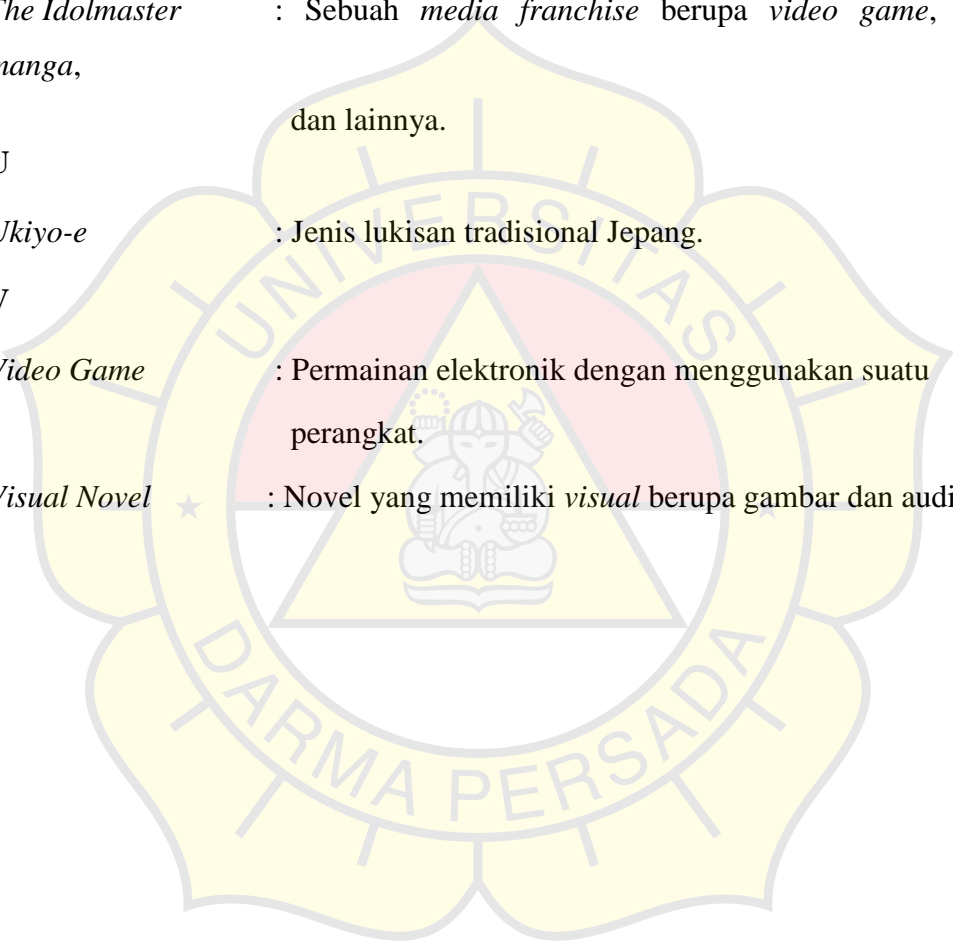 The Idolmaster : Sebuah media franchise berupa video game,
manga,
dan lainnya.
U
Ukiyo-e : Jenis lukisan tradisional Jepang.
V
Video Game : Permainan elektronik dengan menggunakan suatu
perangkat.
Visual Novel : Novel yang memiliki visual berupa gambar dan audi
UNIVERSITAS
DARMA PERSADA